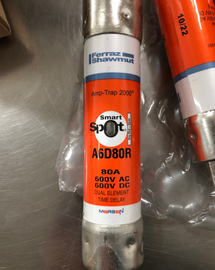 Ferraz
Shawmut
Amp-Trap 2000®
Smart
Spot
A6D80R
80A
600V AC
600V DC
DUAL ELEMENT
TIME DELAY
MERSEN
10/22